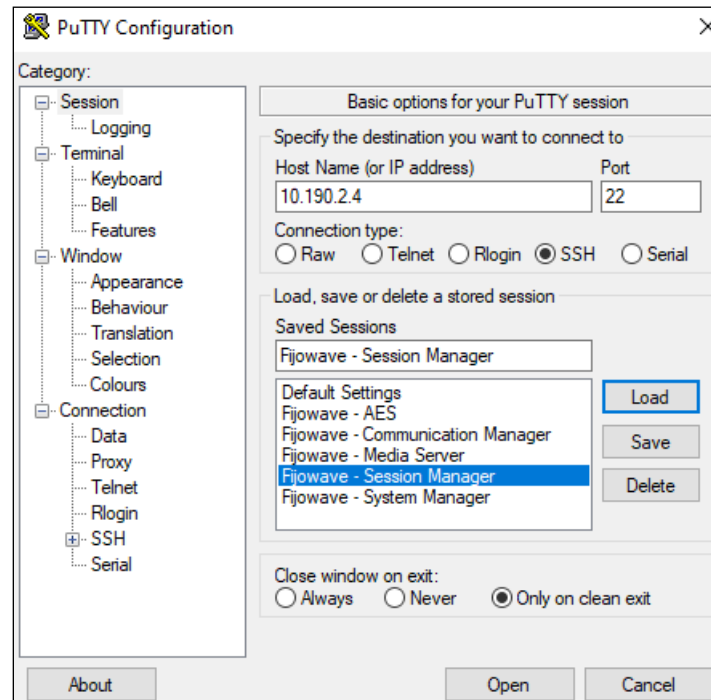 PuTTY Configuration
Category:
Session
Logging
Terminal
Keyboard
Bell
Features
Window
Appearance
Behaviour
Translation
Selection
Colours
Connection
Data
Proxy
Telnet
Rlogin
SSH
Serial
Basic options for your PuTTY session
Specify the destination you want to connect to
Host Name (or IP address) Port
10.190.2.4 22
Connection type:
Raw Telnet Rlogin SSH Serial
Load, save or delete a stored session
Saved Sessions
Fijowave - Session Manager
Default Settings
Fijowave - AES
Fijowave - Communication Manager
Fijowave - Media Server
Fijowave - Session Manager
Fijowave - System Manager
Load
Save
Delete
Close window on exit:
Always Never Only on clean exit
About Open Cancel